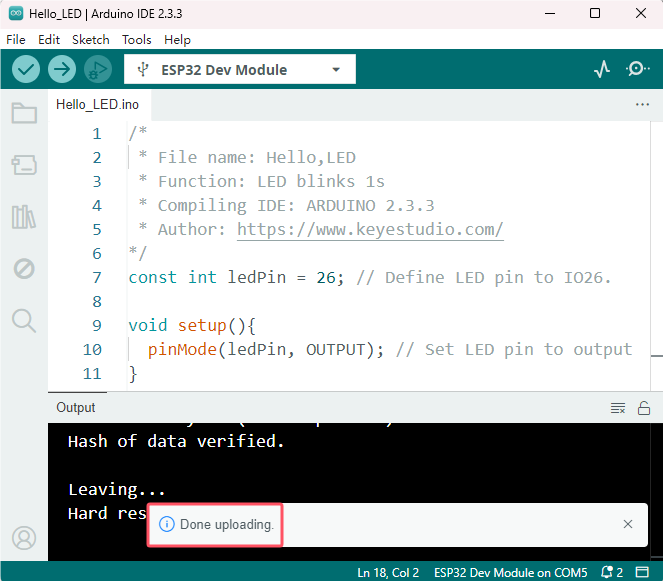 Hello_LED | Arduino IDE 2.3.3
File Edit Sketch Tools Help
ESP32 Dev Module
Hello_LED.ino
1 /*
2 * File name: Hello,LED
3 * Function: LED blinks 1s
4 * Compiling IDE: ARDUINO 2.3.3
5 * Author: https://www.keyestudio.com/
6 */
7 const int ledPin = 26; // Define LED pin to IO26.
8
9 void setup(){
10 pinMode(ledPin, OUTPUT); // Set LED pin to output
11 }
Output
Hash of data verified.
Leaving...
Hard res
Done uploading.
Ln 18, Col 2 ESP32 Dev Module on COM5 2